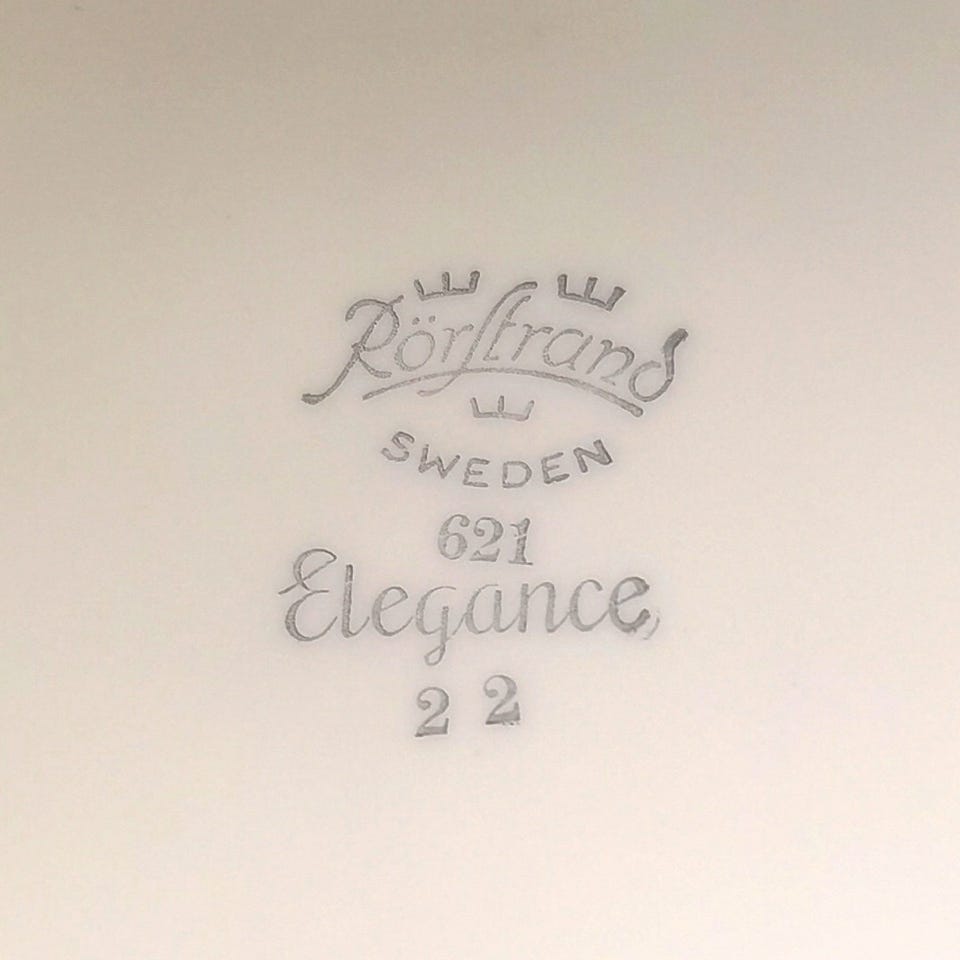 Rörstrand
SWEDEN
621
Elegance
2 2